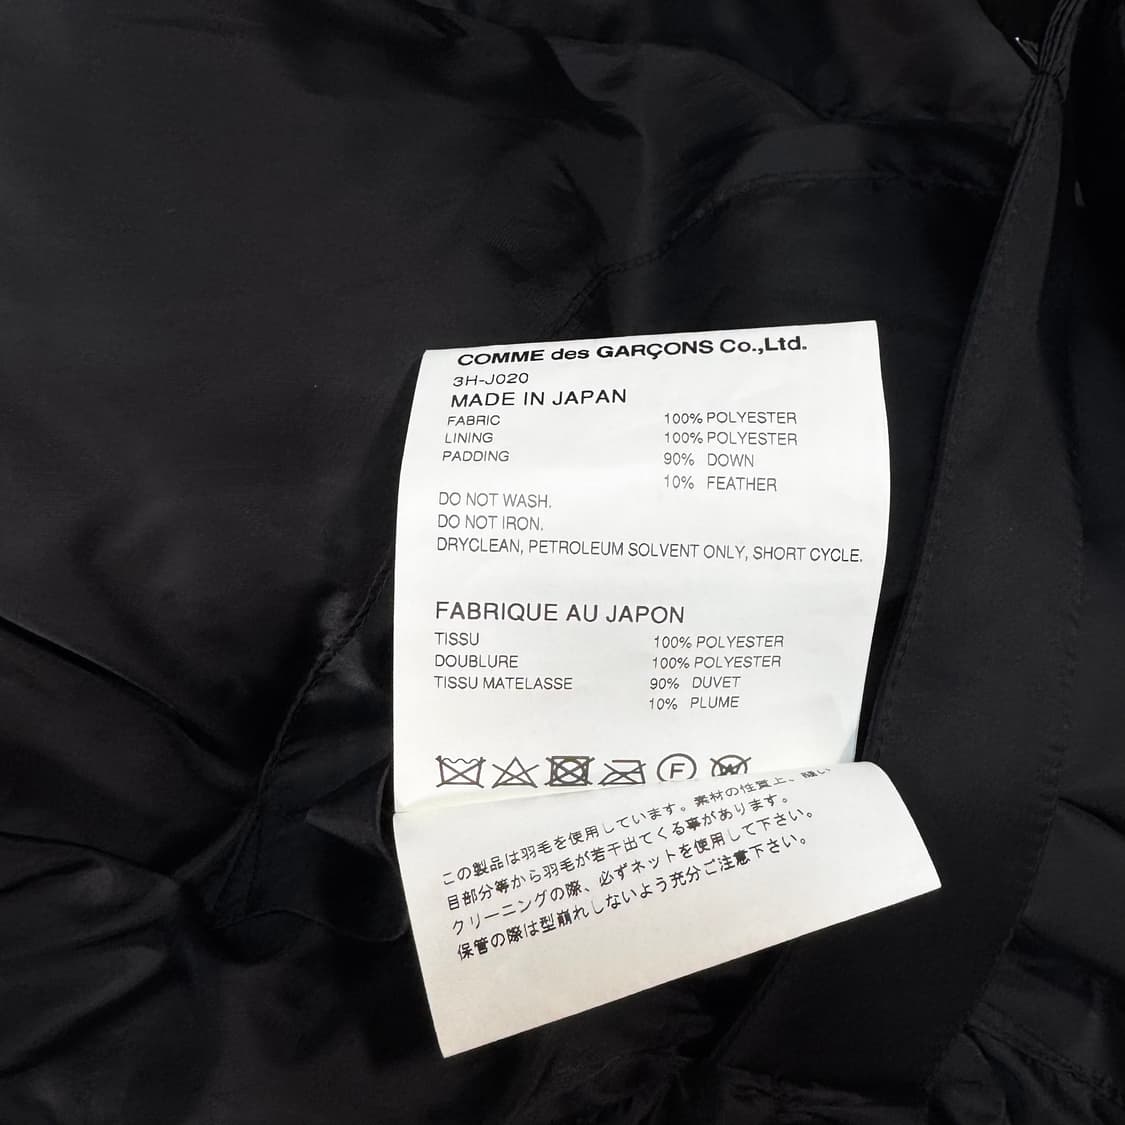 COMME des GARÇONS Co.,Ltd.
3H-J020
MADE IN JAPAN
FABRIC 100% POLYESTER
LINING 100% POLYESTER
PADDING 90% DOWN
10% FEATHER
DO NOT WASH.
DO NOT IRON.
DRYCLEAN, PETROLEUM SOLVENT ONLY, SHORT CYCLE.
FABRIQUE AU JAPON
TISSU 100% POLYESTER
DOUBLURE 100% POLYESTER
TISSU MATELASSE 90% DUVET
10% PLUME
F W
この製品は羽毛を使用しています。素材の性質上、縫い
目部分等から羽毛が若干出てくる事があります。
クリーニングの際、必ずネットを使用して下さい。
保管の際は型崩れしないよう充分ご注意下さい。